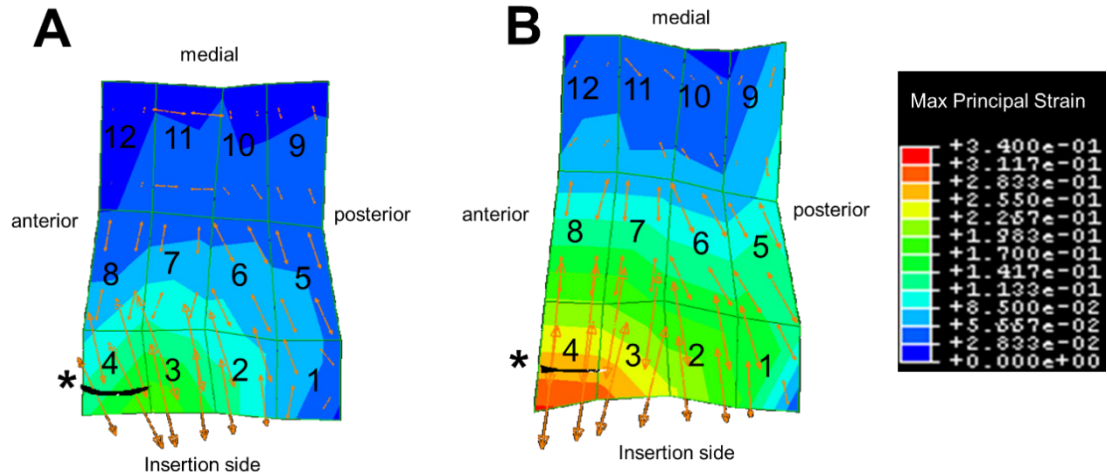 A
medial
12 11 10 9
anterior
posterior
8 7 6 5
4 3 2 1
*
Insertion side
B
medial
12 11 10 9
anterior
posterior
8 7 6 5
4 3 2 1
*
Insertion side
Max Principal Strain
+3.400e-01
+3.117e-01
+2.833e-01
+2.550e-01
+2.267e-01
+1.983e-01
+1.700e-01
+1.417e-01
+1.133e-01
+8.500e-02
+5.667e-02
+2.833e-02
+0.000e+00